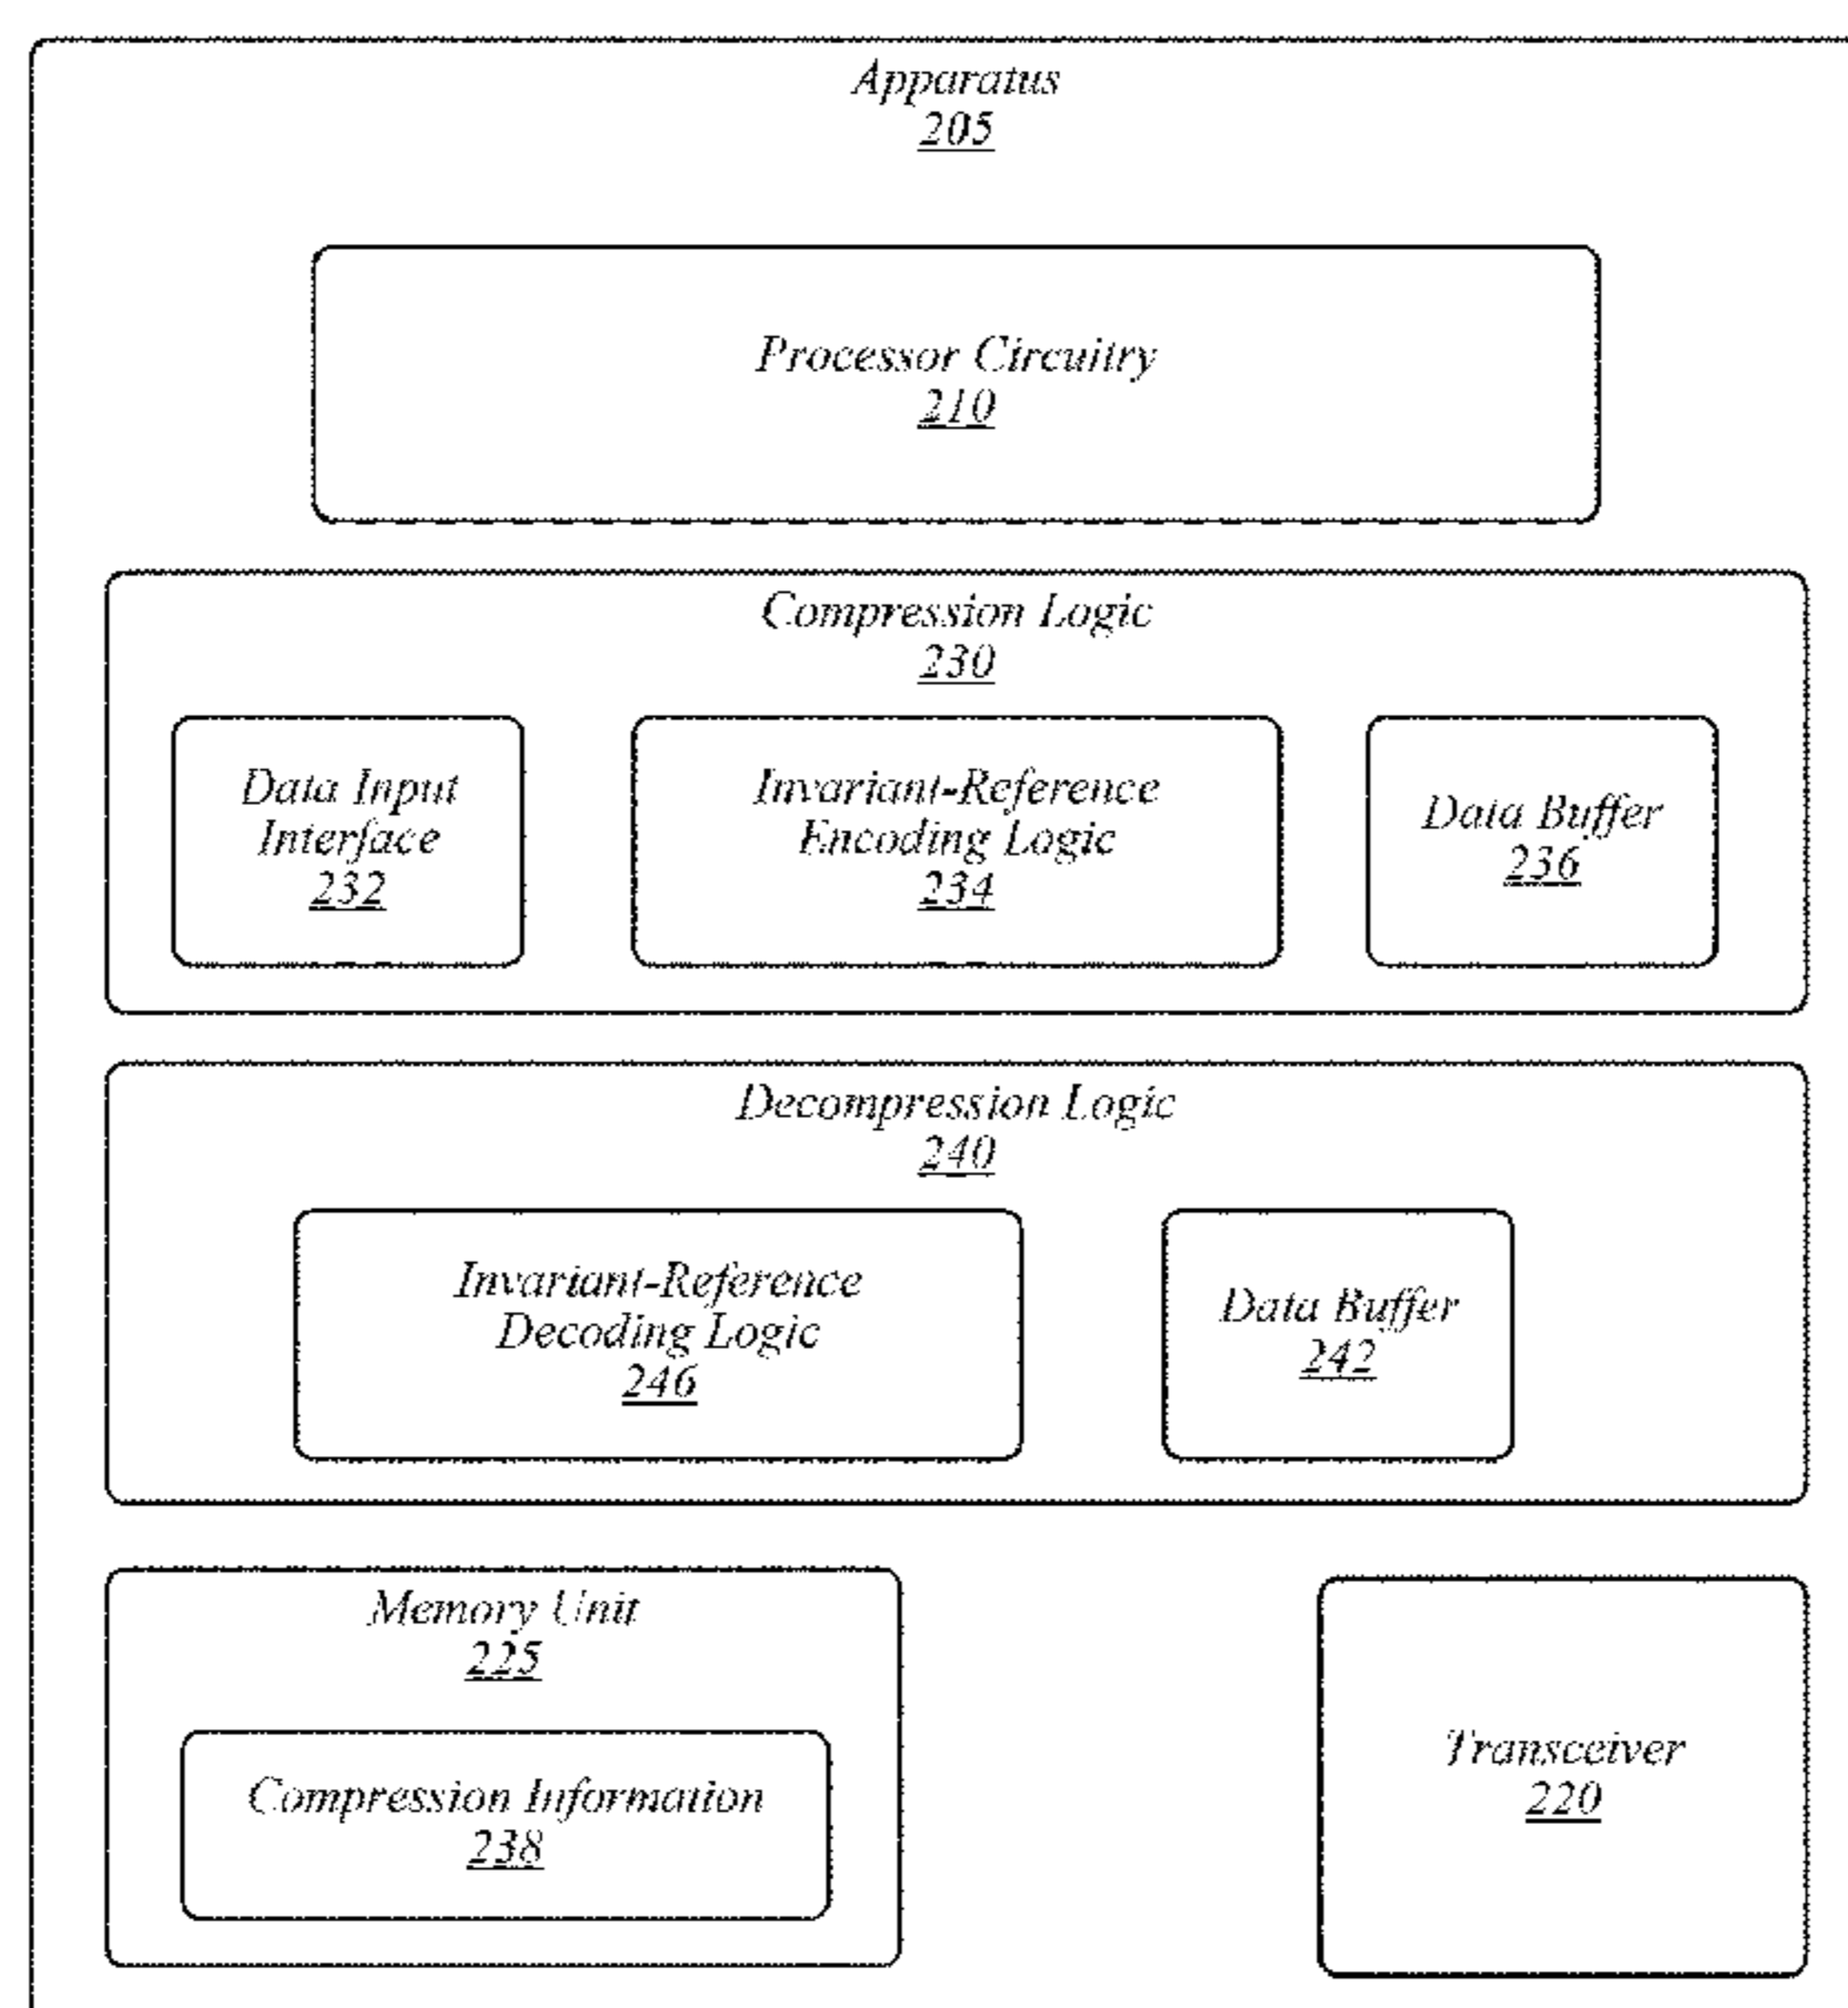 Apparatus
205
Processor Circuitry
210
Compression Logic
230
Data Input
Interface
232
Invariant-Reference
Encoding Logic
234
Data Buffer
236
Decompression Logic
240
Invariant-Reference
Decoding Logic
246
Data Buffer
242
Memory Unit
225
Compression Information
238
Transceiver
220